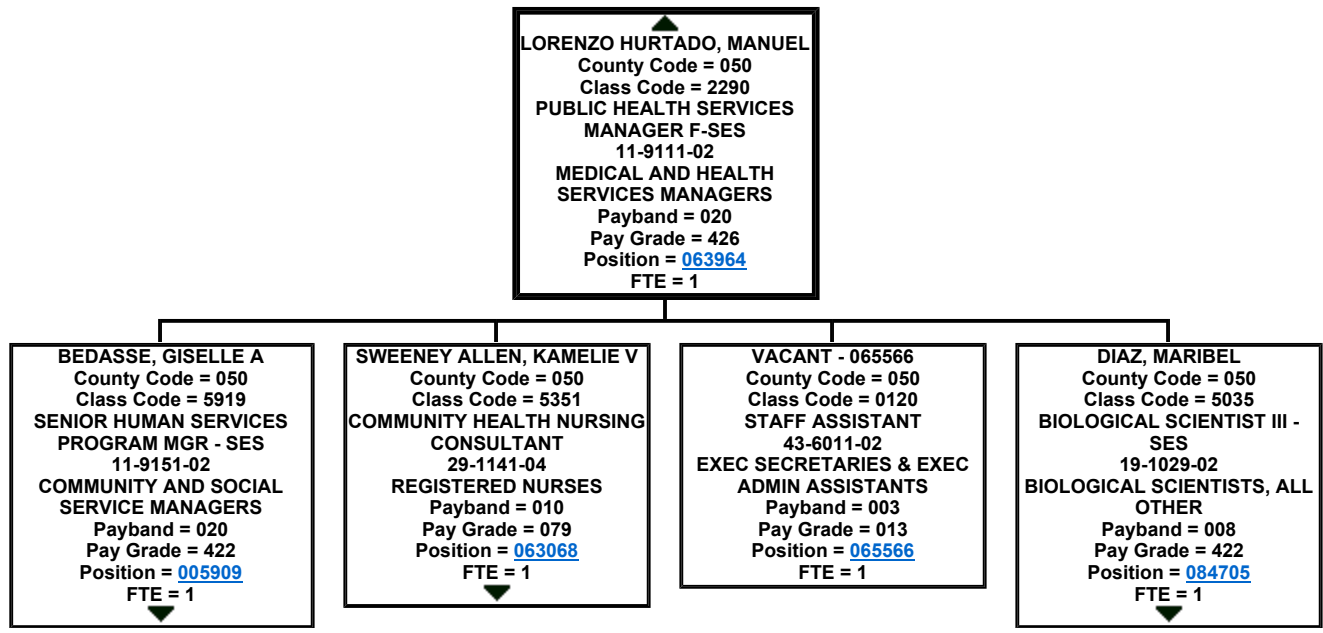 LORENZO HURTADO, MANUEL
County Code = 050
Class Code = 2290
PUBLIC HEALTH SERVICES
MANAGER F-SES
11-9111-02
MEDICAL AND HEALTH
SERVICES MANAGERS
Payband = 020
Pay Grade = 426
Position = 063964
FTE = 1
BEDASSE, GISELLE A
County Code = 050
Class Code = 5919
SENIOR HUMAN SERVICES
PROGRAM MGR - SES
11-9151-02
COMMUNITY AND SOCIAL
SERVICE MANAGERS
Payband = 020
Pay Grade = 422
Position = 005909
FTE = 1
SWEENEY ALLEN, KAMELIE V
County Code = 050
Class Code = 5351
COMMUNITY HEALTH NURSING
CONSULTANT
29-1141-04
REGISTERED NURSES
Payband = 010
Pay Grade = 079
Position = 063068
FTE = 1
VACANT - 065566
County Code = 050
Class Code = 0120
STAFF ASSISTANT
43-6011-02
EXEC SECRETARIES & EXEC
ADMIN ASSISTANTS
Payband = 003
Pay Grade = 013
Position = 065566
FTE = 1
DIAZ, MARIBEL
County Code = 050
Class Code = 5035
BIOLOGICAL SCIENTIST III -
SES
19-1029-02
BIOLOGICAL SCIENTISTS, ALL
OTHER
Payband = 008
Pay Grade = 422
Position = 084705
FTE = 1